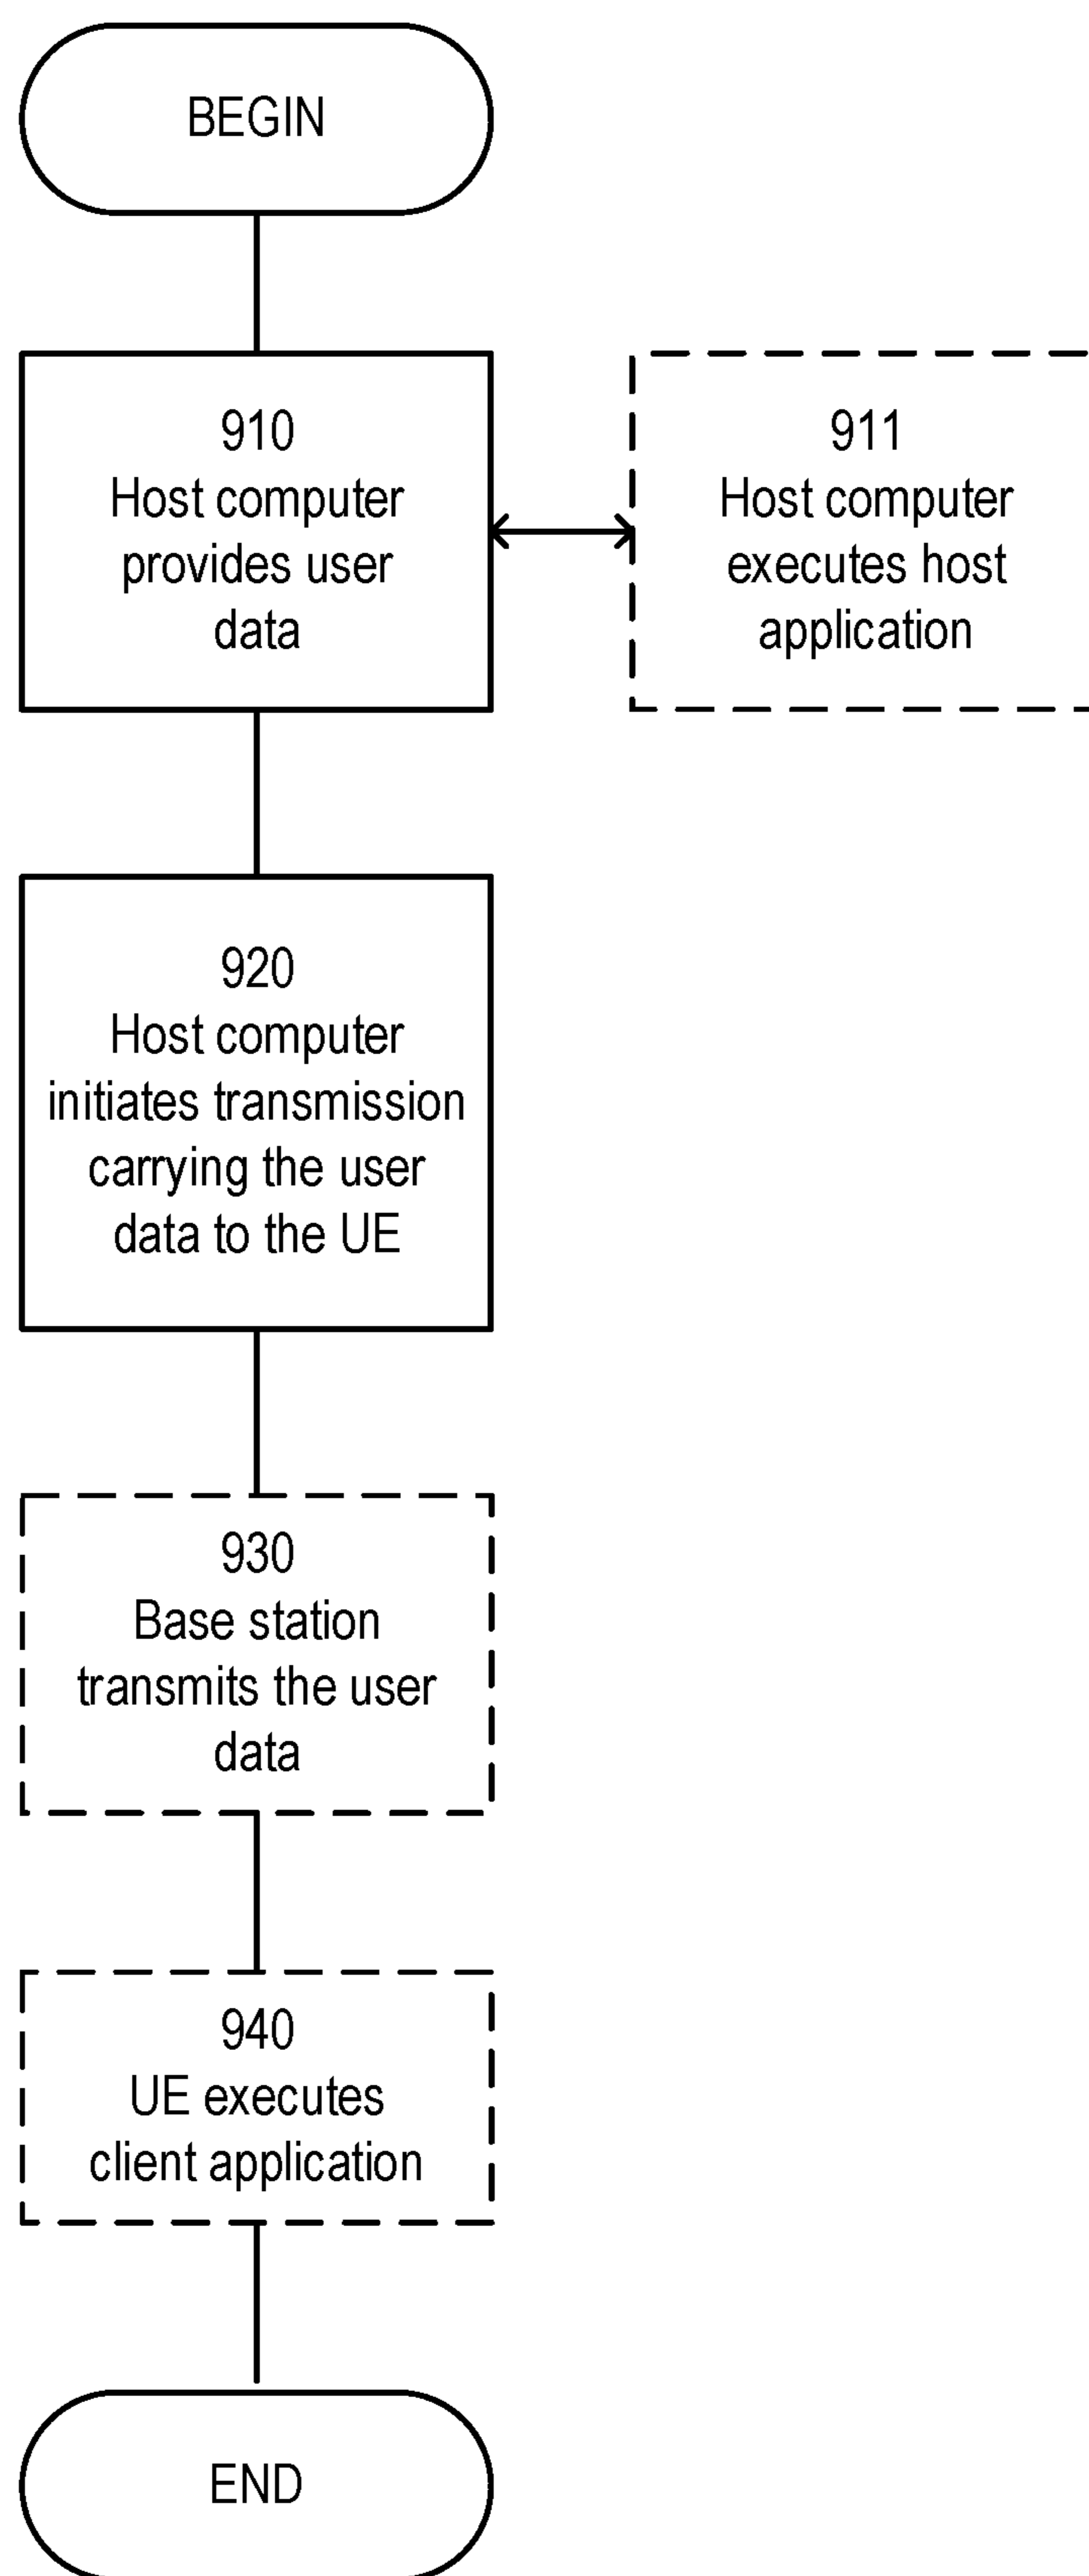 BEGIN
910
Host computer
provides user
data
911
Host computer
executes host
application
920
Host computer
initiates transmission
carrying the user
data to the UE
930
Base station
transmits the user
data
940
UE executes
client application
END